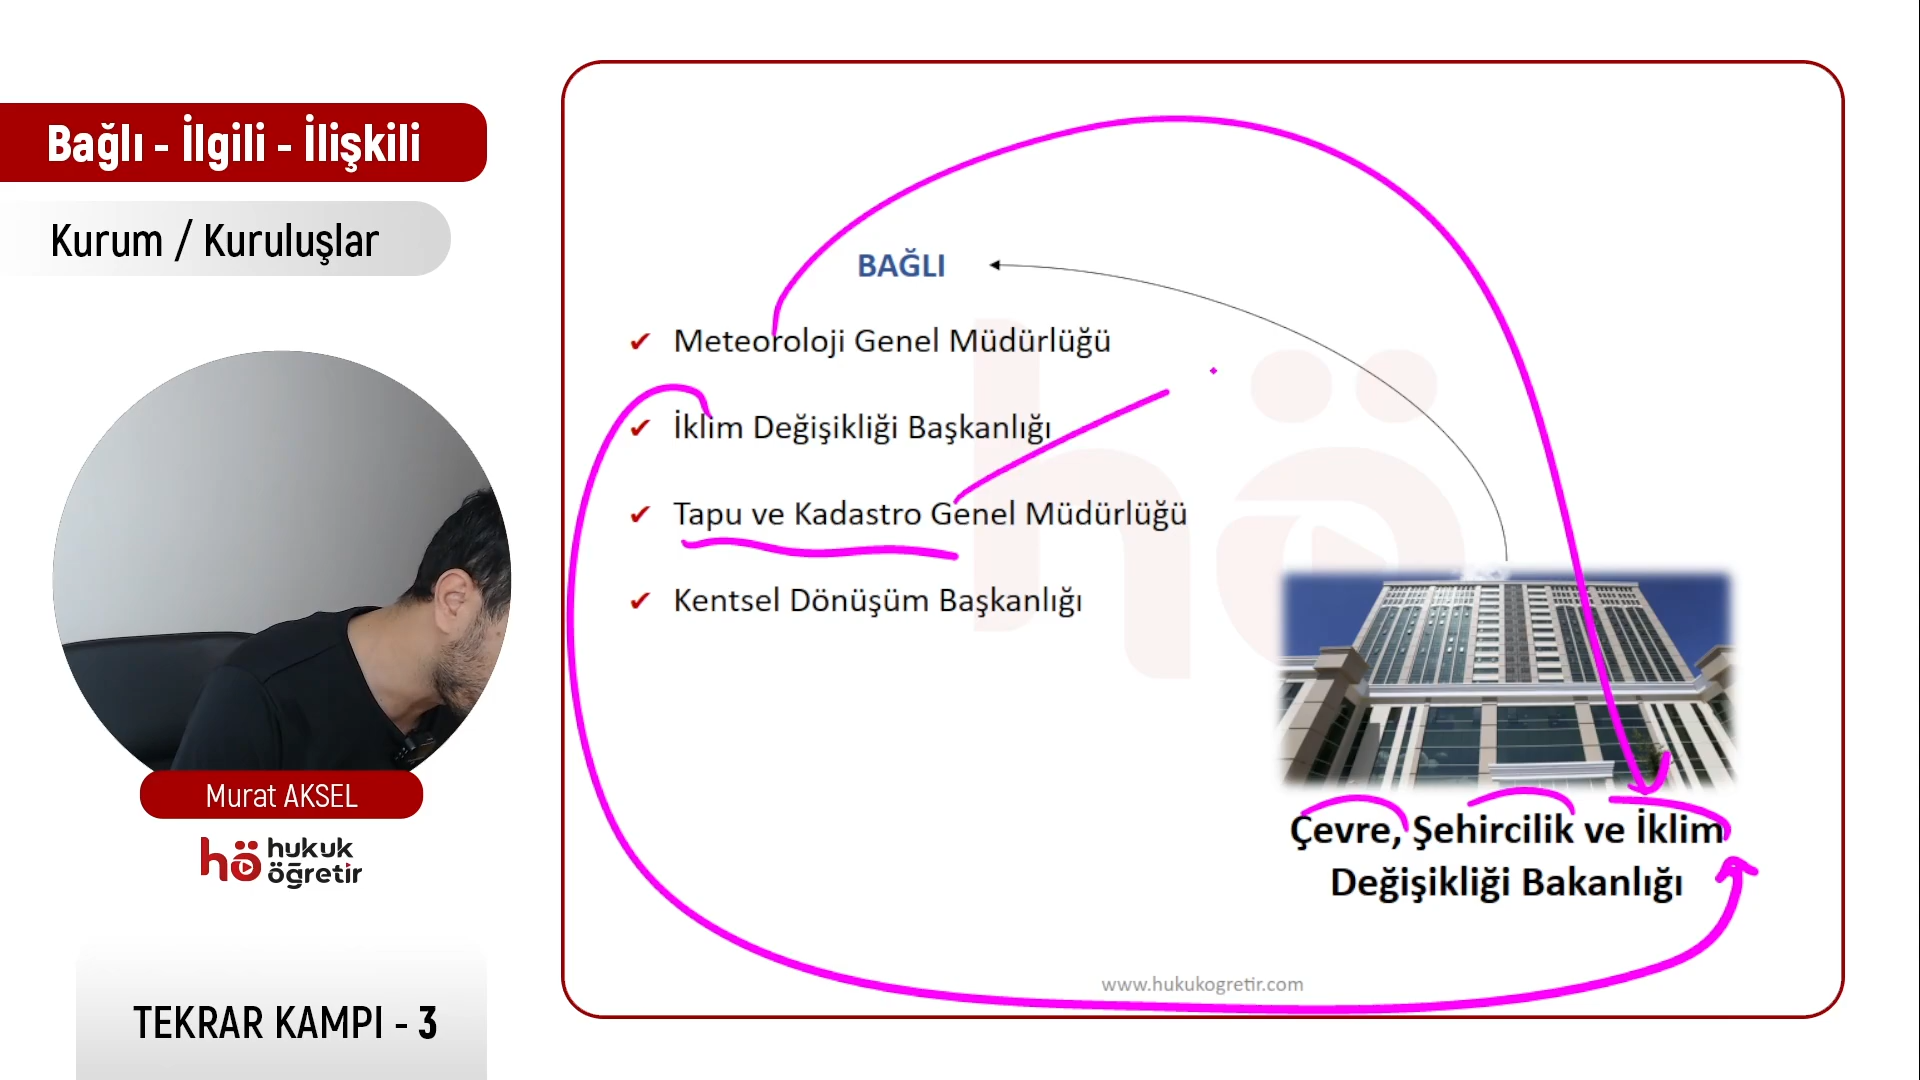 Bağlı - İlgili - İlişkili
Kurum / Kuruluşlar
Murat AKSEL
hö hukuk
öğretir
TEKRAR KAMPI - 3
BAĞLI
✔ Meteoroloji Genel Müdürlüğü
✔ İklim Değişikliği Başkanlığı
✔ Tapu ve Kadastro Genel Müdürlüğü
✔ Kentsel Dönüşüm Başkanlığı
Çevre, Şehircilik ve İklim
Değişikliği Bakanlığı
www.hukukogretir.com